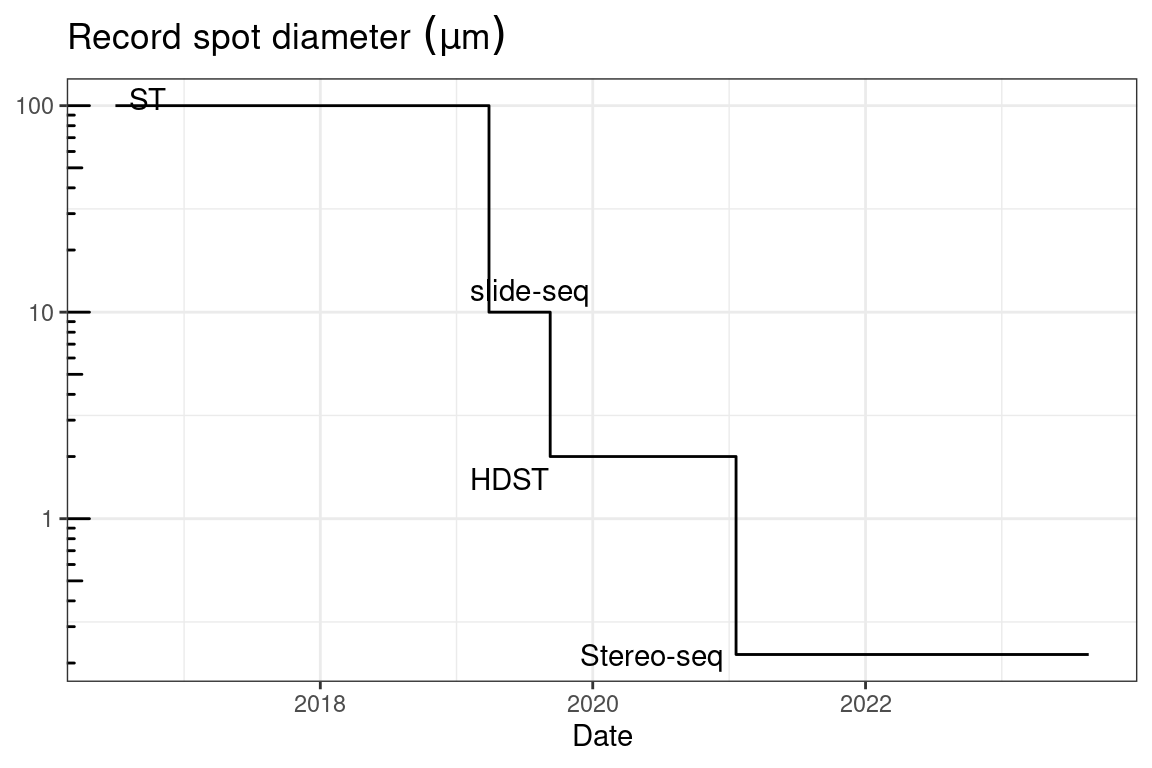 Record spot diameter (μm)
100
10
1
ST
slide-seq
HDST
Stereo-seq
2018
2020
2022
Date